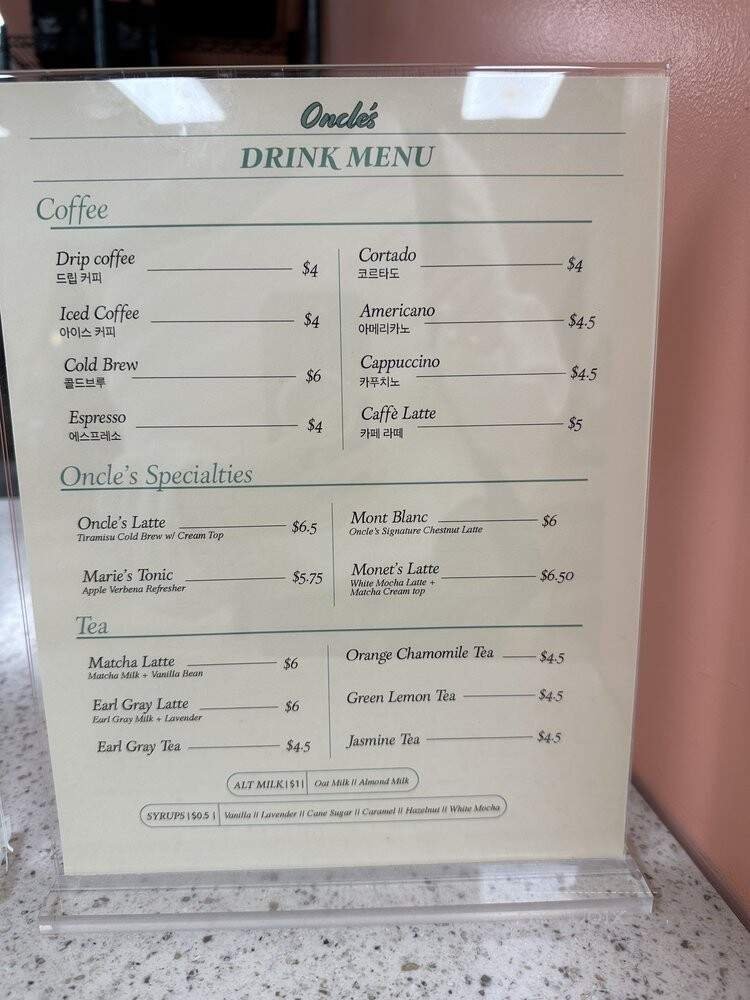 Oncle's
DRINK MENU
Coffee
Drip coffee $4
드립 커피
Iced Coffee $4
아이스 커피
Cold Brew $6
콜드브루
Espresso $4
에스프레소
Cortado $4
코르타도
Americano $4.5
아메리카노
Cappuccino $4.5
카푸치노
Caffè Latte $5
카페 라떼
Oncle's Specialties
Oncle's Latte $6.5
Tiramisu Cold Brew w/ Cream Top
Marie's Tonic $5.75
Apple Verbena Refresher
Mont Blanc $6
Oncle's Signature Chestnut Latte
Monet's Latte $6.50
White Mocha Latte +
Matcha Cream top
Tea
Matcha Latte $6
Matcha Milk + Vanilla Bean
Earl Gray Latte $6
Earl Gray Milk + Lavender
Earl Gray Tea $4.5
Orange Chamomile Tea $4.5
Green Lemon Tea $4.5
Jasmine Tea $4.5
ALT MILK | $1 | Oat Milk // Almond Milk
SYRUPS | $0.5 | Vanilla // Lavender // Cane Sugar // Caramel // Hazelnut // White Mocha